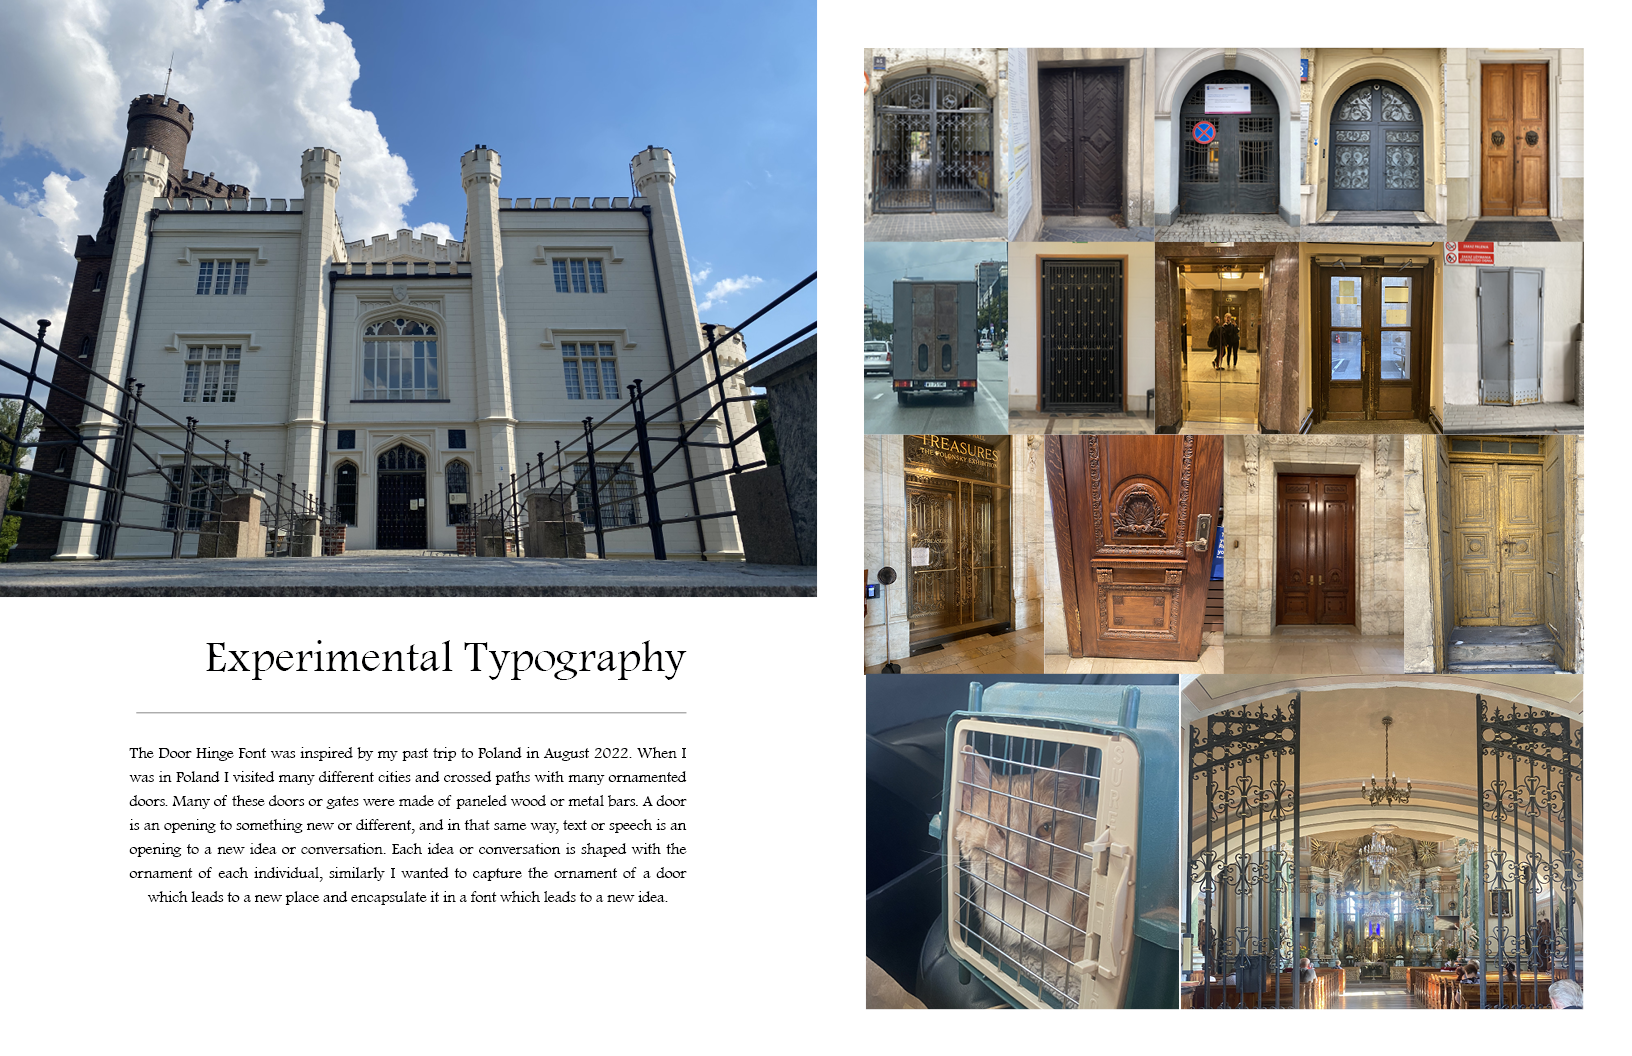 Experimental Typography
The Door Hinge Font was inspired by my past trip to Poland in August 2022. When I
was in Poland I visited many different cities and crossed paths with many ornamented
doors. Many of these doors or gates were made of paneled wood or metal bars. A door
is an opening to something new or different, and in that same way, text or speech is an
opening to a new idea or conversation. Each idea or conversation is shaped with the
ornament of each individual, similarly I wanted to capture the ornament of a door
which leads to a new place and encapsulate it in a font which leads to a new idea.
TREASURES
THE POLONSKY EXHIBITION
TREASURES